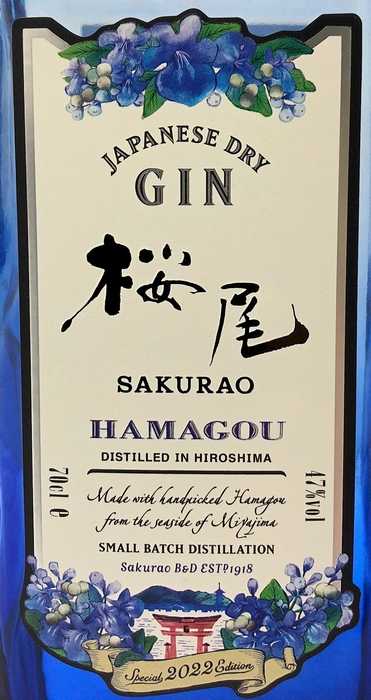 JAPANESE DRY
GIN
桜尾
SAKURAO
HAMAGOU
DISTILLED IN HIROSHIMA
70cl e
47%vol
Made with handpicked Hamagou
from the seaside of Miyajima
SMALL BATCH DISTILLATION
Sakurao B&D ESTD1918
Special 2022 Edition